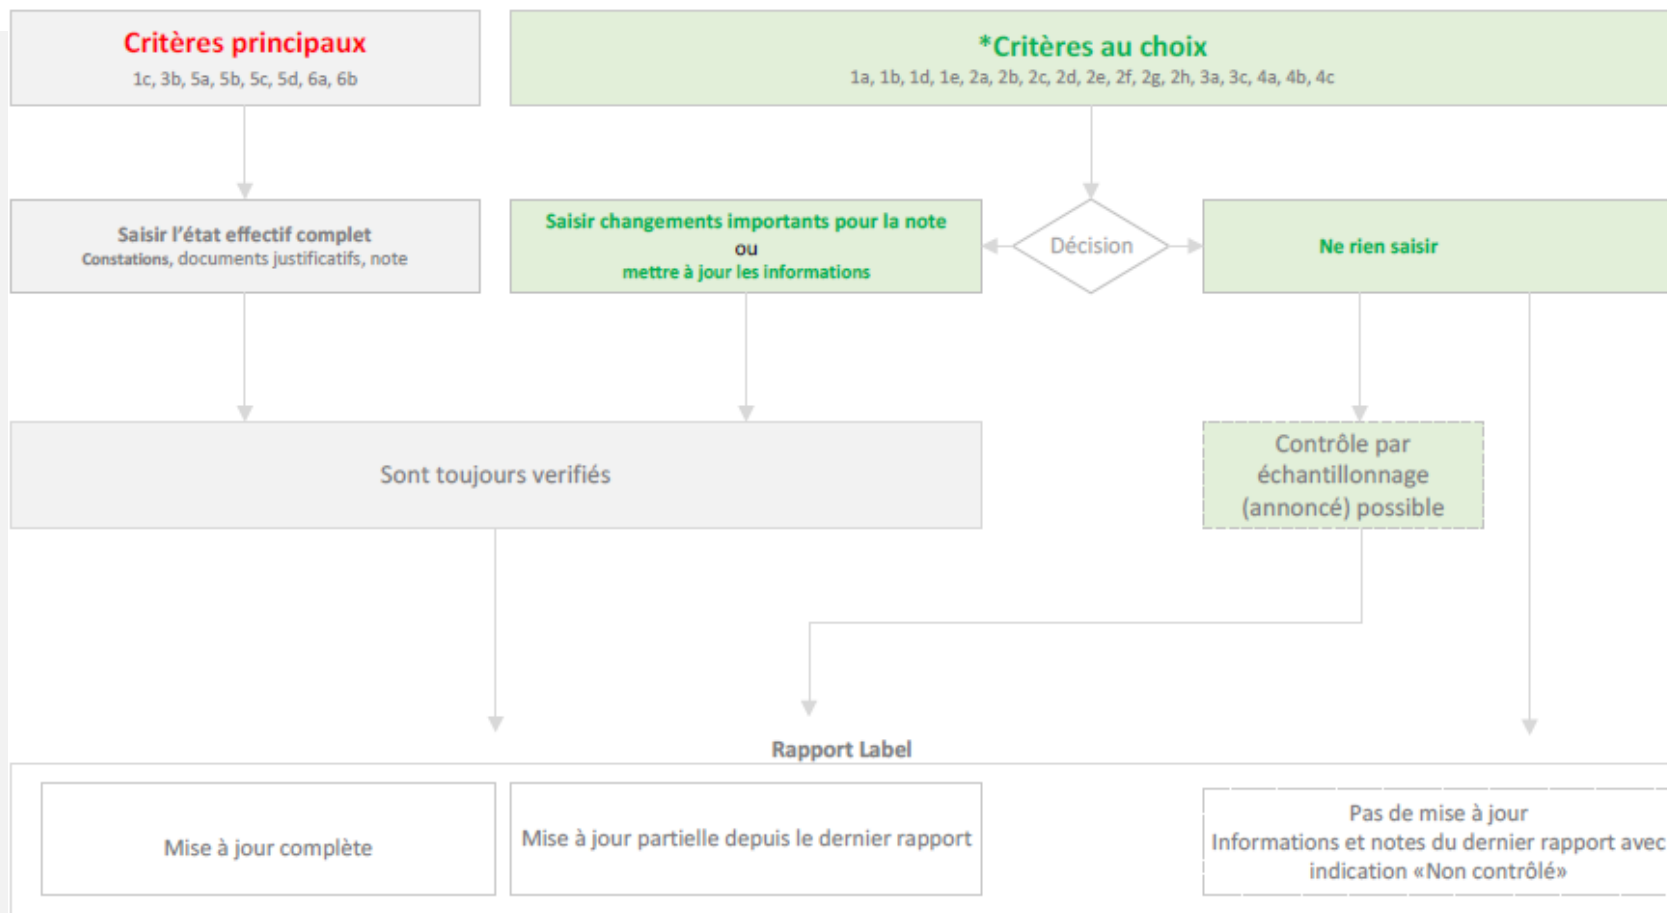 Critères principaux
1c, 3b, 5a, 5b, 5c, 5d, 6a, 6b
*Critères au choix
1a, 1b, 1d, 1e, 2a, 2b, 2c, 2d, 2e, 2f, 2g, 2h, 3a, 3c, 4a, 4b, 4c
Saisir l'état effectif complet
Constations, documents justificatifs, note
Saisir changements importants pour la note
ou
mettre à jour les informations
Décision
Ne rien saisir
Sont toujours verifiés
Contrôle par
échantillonnage
(annoncé) possible
Rapport Label
Mise à jour complète
Mise à jour partielle depuis le dernier rapport
Pas de mise à jour
Informations et notes du dernier rapport avec
indication «Non contrôlé»